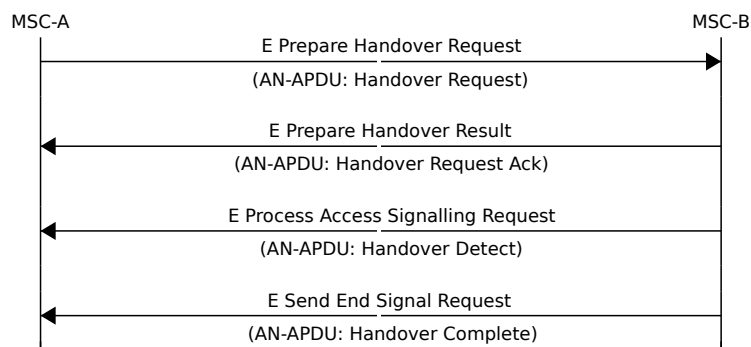 MSC-A
MSC-B
E Prepare Handover Request
(AN-APDU: Handover Request)
E Prepare Handover Result
(AN-APDU: Handover Request Ack)
E Process Access Signalling Request
(AN-APDU: Handover Detect)
E Send End Signal Request
(AN-APDU: Handover Complete)